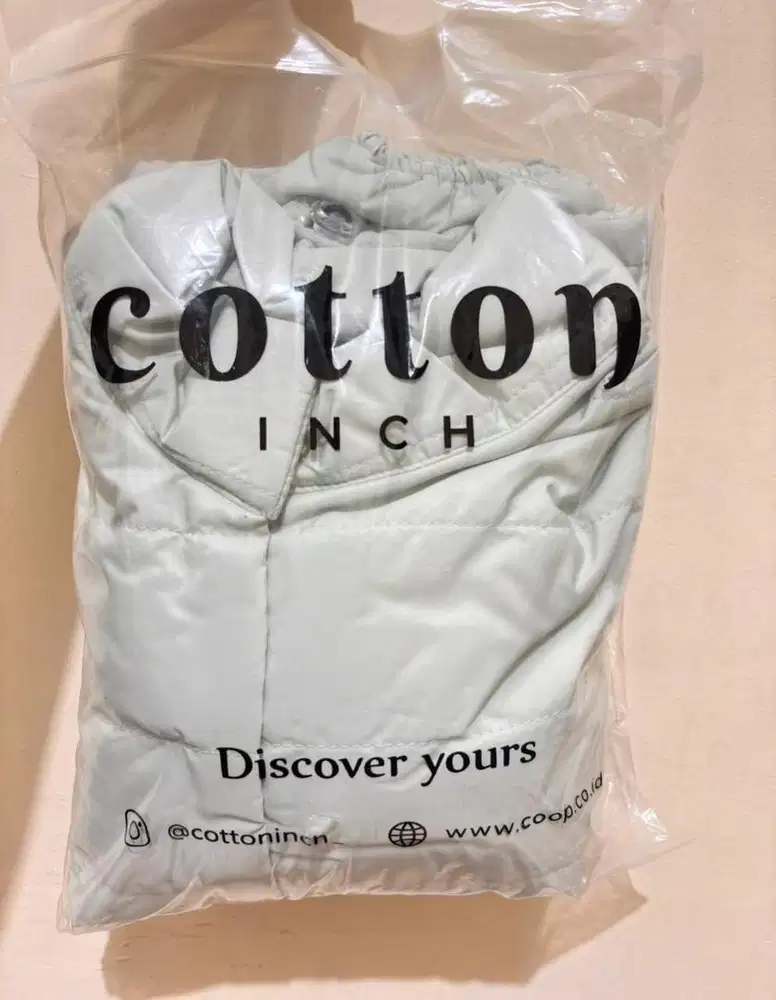 cotton
INCH
Discover yours
@cottoninch_ www.coop.co.id